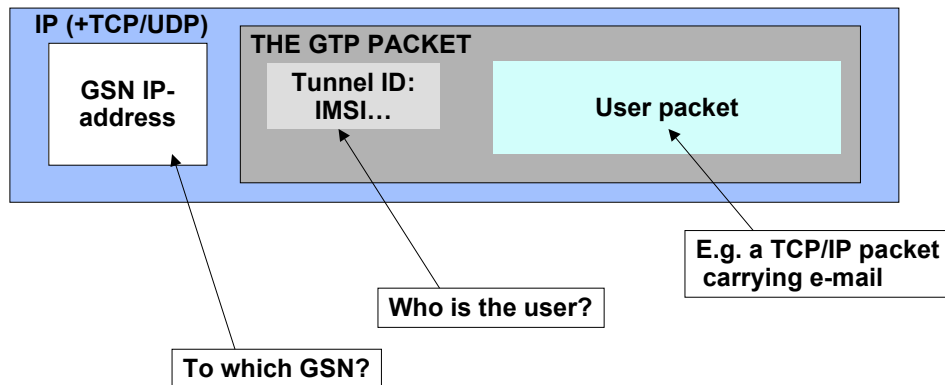 IP (+TCP/UDP)
THE GTP PACKET
GSN IP-
address
Tunnel ID:
IMSI…
User packet
E.g. a TCP/IP packet
carrying e-mail
Who is the user?
To which GSN?